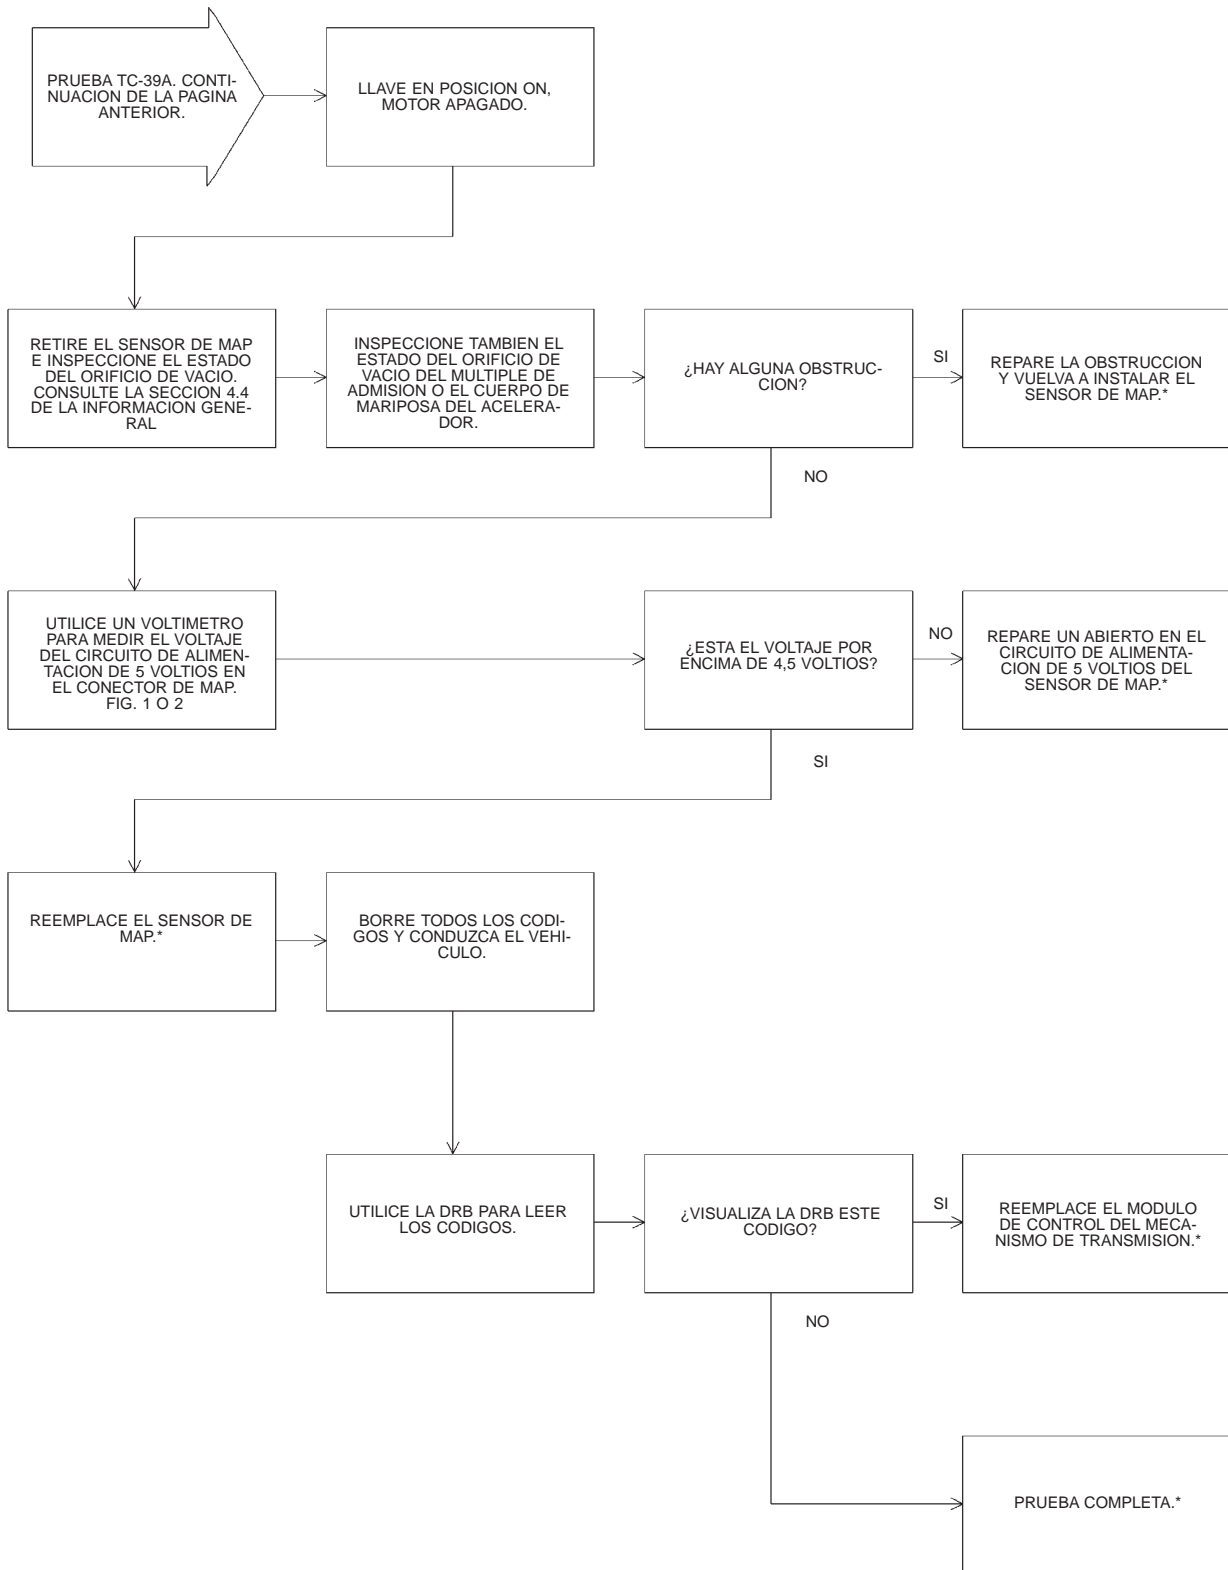 PRUEBA TC-39A. CONTI-
NUACION DE LA PAGINA
ANTERIOR.
LLAVE EN POSICION ON,
MOTOR APAGADO.
RETIRE EL SENSOR DE MAP
E INSPECCIONE EL ESTADO
DEL ORIFICIO DE VACIO.
CONSULTE LA SECCION 4.4
DE LA INFORMACION GENE-
RAL
INSPECCIONE TAMBIEN EL
ESTADO DEL ORIFICIO DE
VACIO DEL MULTIPLE DE
ADMISION O EL CUERPO DE
MARIPOSA DEL ACELERA-
DOR.
¿HAY ALGUNA OBSTRUC-
CION?
SI
REPARE LA OBSTRUCCION
Y VUELVA A INSTALAR EL
SENSOR DE MAP.*
NO
UTILICE UN VOLTIMETRO
PARA MEDIR EL VOLTAJE
DEL CIRCUITO DE ALIMEN-
TACION DE 5 VOLTIOS EN
EL CONECTOR DE MAP.
FIG. 1 O 2
¿ESTA EL VOLTAJE POR
ENCIMA DE 4,5 VOLTIOS?
NO
REPARE UN ABIERTO EN EL
CIRCUITO DE ALIMENTA-
CION DE 5 VOLTIOS DEL
SENSOR DE MAP.*
SI
REEMPLACE EL SENSOR DE
MAP.*
BORRE TODOS LOS CODI-
GOS Y CONDUZCA EL VEHI-
CULO.
UTILICE LA DRB PARA LEER
LOS CODIGOS.
¿VISUALIZA LA DRB ESTE
CODIGO?
SI
REEMPLACE EL MODULO
DE CONTROL DEL MECA-
NISMO DE TRANSMISION.*
NO
PRUEBA COMPLETA.*